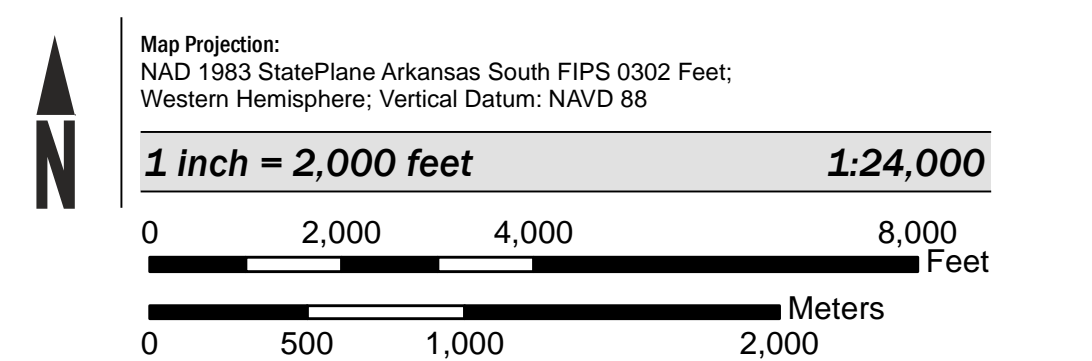 Map Projection:
NAD 1983 StatePlane Arkansas South FIPS 0302 Feet;
Western Hemisphere; Vertical Datum: NAVD 88
N
1 inch = 2,000 feet 1:24,000
0 2,000 4,000 8,000
Feet
Meters
0 500 1,000 2,000